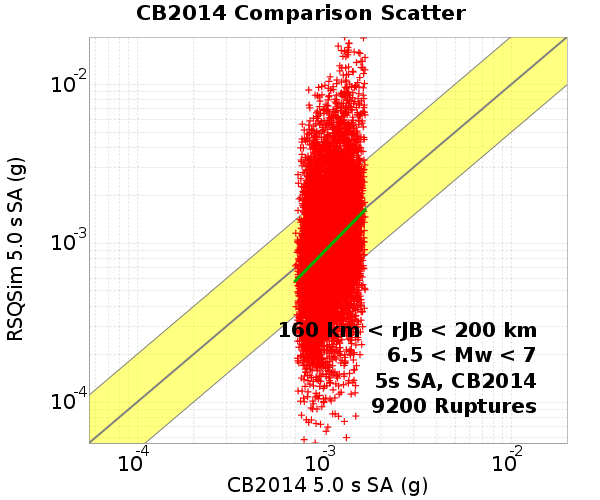 CB2014 Comparison Scatter
RSQSim 5.0 s SA (g)
10^-2
10^-3
10^-4
160 km < rJB < 200 km
6.5 < Mw < 7
5s SA, CB2014
9200 Ruptures
10^-4 10^-3 10^-2
CB2014 5.0 s SA (g)